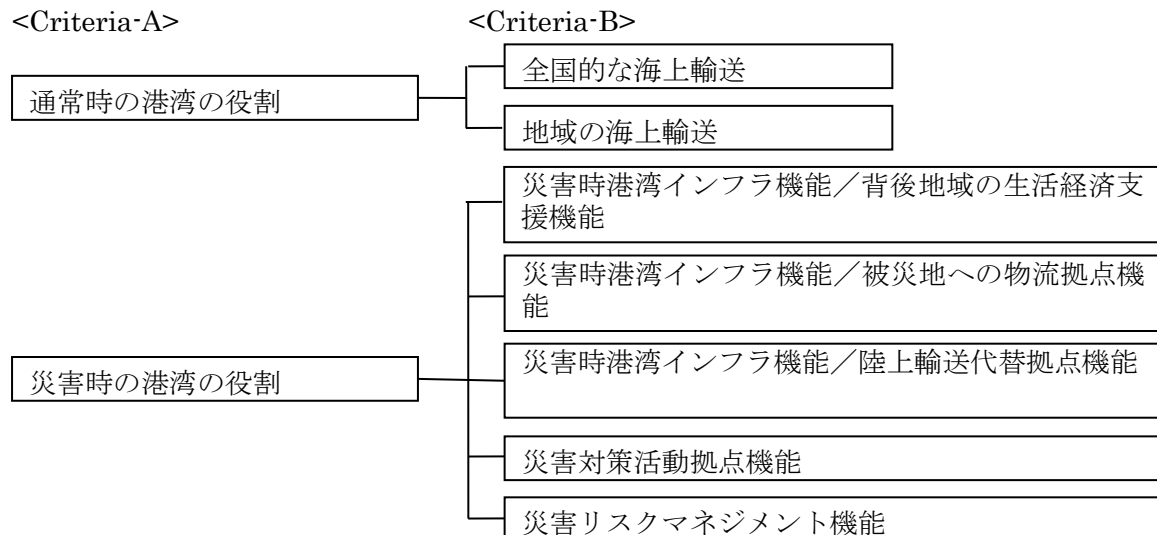 <Criteria-A>
<Criteria-B>
通常時の港湾の役割
全国的な海上輸送
地域の海上輸送
災害時の港湾の役割
災害時港湾インフラ機能／背後地域の生活経済支
援機能
災害時港湾インフラ機能／被災地への物流拠点機
能
災害時港湾インフラ機能／陸上輸送代替拠点機能
災害対策活動拠点機能
災害リスクマネジメント機能